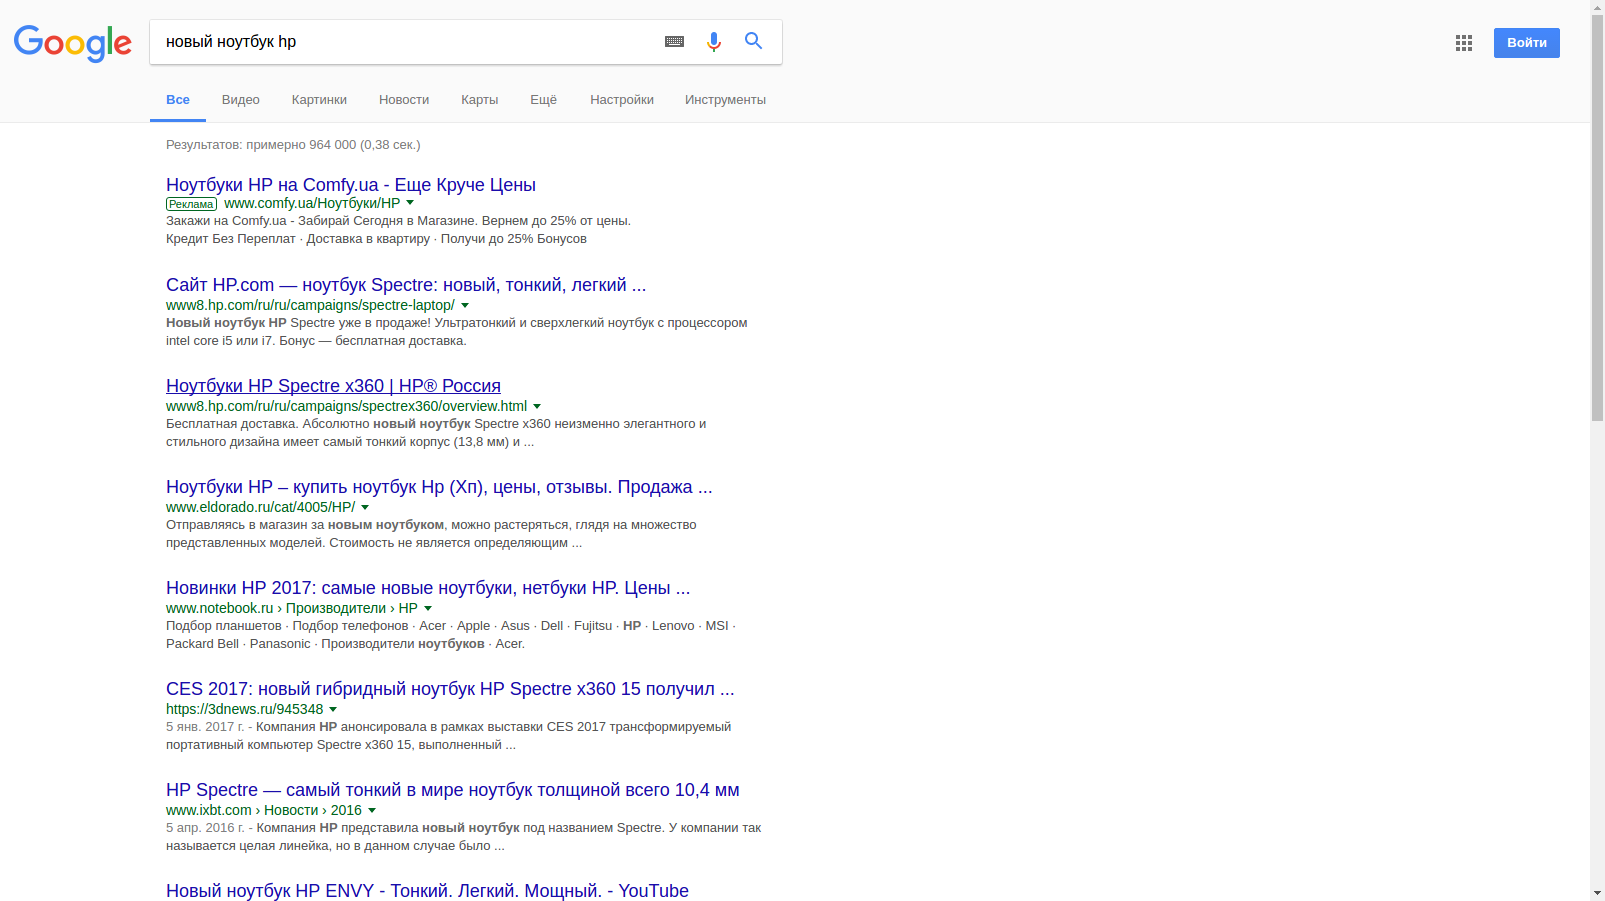 Google
новый ноутбук hp
Войти
Все Видео Картинки Новости Карты Ещё Настройки Инструменты
Результатов: примерно 964 000 (0,38 сек.)
Ноутбуки HP на Comfy.ua - Еще Круче Цены
Реклама www.comfy.ua/Ноутбуки/HP
Закажи на Comfy.ua - Забирай Сегодня в Магазине. Вернем до 25% от цены.
Кредит Без Переплат · Доставка в квартиру · Получи до 25% Бонусов
Сайт HP.com — ноутбук Spectre: новый, тонкий, легкий ...
www8.hp.com/ru/ru/campaigns/spectre-laptop/
Новый ноутбук HP Spectre уже в продаже! Ультратонкий и сверхлегкий ноутбук с процессором
intel core i5 или i7. Бонус — бесплатная доставка.
Ноутбуки HP Spectre x360 | HP® Россия
www8.hp.com/ru/ru/campaigns/spectrex360/overview.html
Бесплатная доставка. Абсолютно новый ноутбук Spectre x360 неизменно элегантного и
стильного дизайна имеет самый тонкий корпус (13,8 мм) и ...
Ноутбуки HP – купить ноутбук Hp (Хп), цены, отзывы. Продажа ...
www.eldorado.ru/cat/4005/HP/
Отправляясь в магазин за новым ноутбуком, можно растеряться, глядя на множество
представленных моделей. Стоимость не является определяющим ...
Новинки HP 2017: самые новые ноутбуки, нетбуки HP. Цены ...
www.notebook.ru › Производители › HP
Подбор планшетов · Подбор телефонов · Acer · Apple · Asus · Dell · Fujitsu · HP · Lenovo · MSI ·
Packard Bell · Panasonic · Производители ноутбуков · Acer.
CES 2017: новый гибридный ноутбук HP Spectre x360 15 получил ...
https://3dnews.ru/945348
5 янв. 2017 г. - Компания HP анонсировала в рамках выставки CES 2017 трансформируемый
портативный компьютер Spectre x360 15, выполненный ...
HP Spectre — самый тонкий в мире ноутбук толщиной всего 10,4 мм
www.ixbt.com › Новости › 2016
5 апр. 2016 г. - Компания HP представила новый ноутбук под названием Spectre. У компании так
называется целая линейка, но в данном случае было ...
Новый ноутбук HP ENVY - Тонкий. Легкий. Мощный. - YouTube